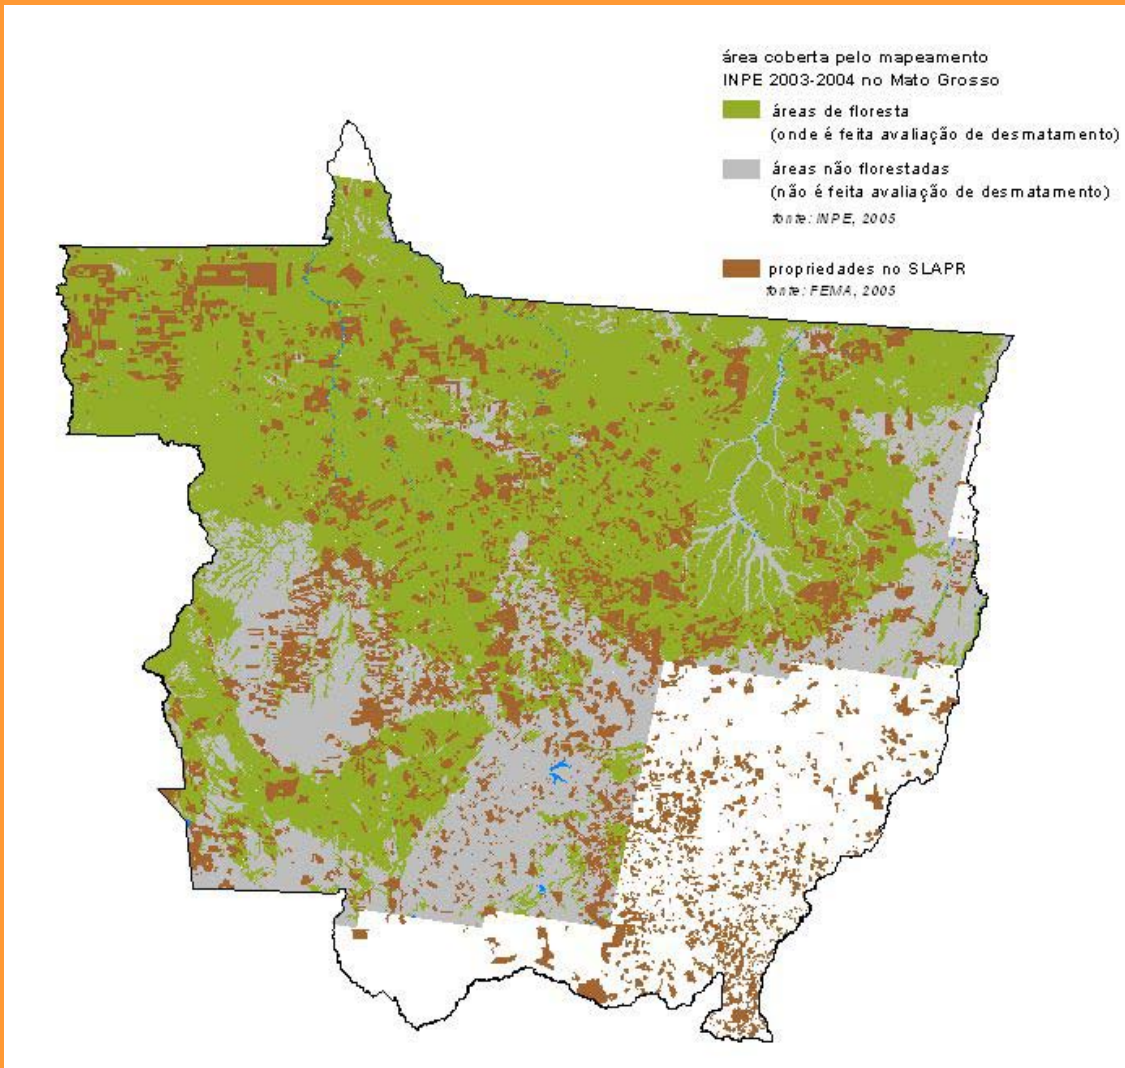 área coberta pelo mapeamento
INPE 2003-2004 no Mato Grosso
áreas de floresta
(onde é feita avaliação de desmatamento)
áreas não florestadas
(não é feita avaliação de desmatamento)
fonte: INPE, 2005
propriedades no SLAPR
fonte: FEMA, 2005